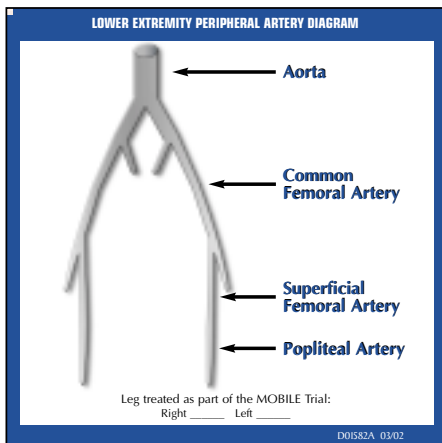 LOWER EXTREMITY PERIPHERAL ARTERY DIAGRAM
Aorta
Common
Femoral Artery
Superficial
Femoral Artery
Popliteal Artery
Leg treated as part of the MOBILE Trial:
Right ______ Left ______
D01582A 03/02